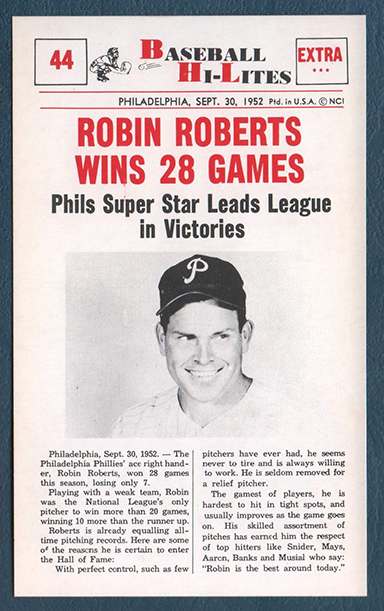 44
BASEBALL
HI-LITES
EXTRA
PHILADELPHIA, SEPT. 30, 1952 Ptd. in U.S.A. © NCI
ROBIN ROBERTS
WINS 28 GAMES
Phils Super Star Leads League
in Victories
P
Philadelphia, Sept. 30, 1952. — The
Philadelphia Phillies' ace right hand-
er, Robin Roberts, won 28 games
this season, losing only 7.
Playing with a weak team, Robin
was the National League's only
pitcher to win more than 20 games,
winning 10 more than the runner up.
Roberts is already equalling all-
time pitching records. Here are some
of the reasons he is certain to enter
the Hall of Fame:
With perfect control, such as few
pitchers have ever had, he seems
never to tire and is always willing
to work. He is seldom removed for
a relief pitcher.
The gamest of players, he is
hardest to hit in tight spots, and
usually improves as the game goes
on. His skilled assortment of
pitches has earned him the respect
of top hitters like Snider, Mays,
Aaron, Banks and Musial who say:
"Robin is the best around today."